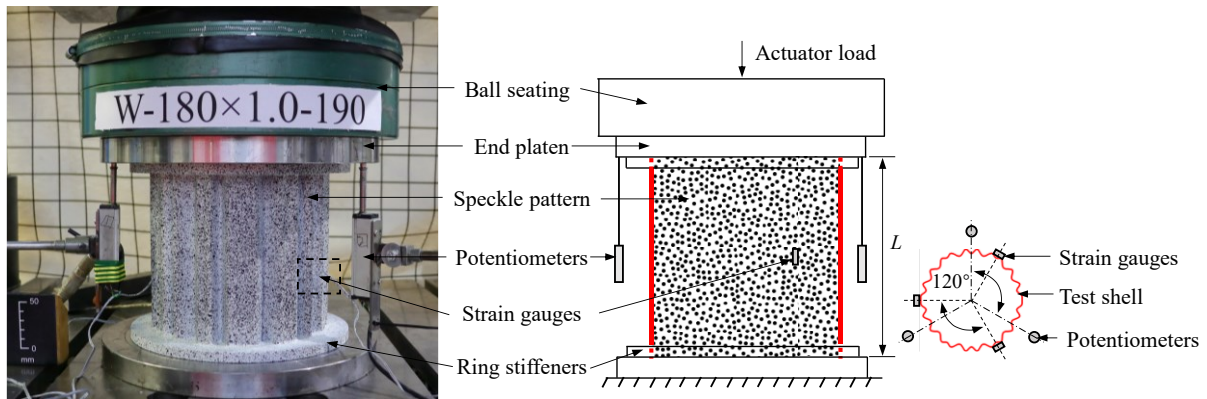 W-180×1.0-190
50
0
mm
Actuator load
Ball seating
End platen
Speckle pattern
Potentiometers
Strain gauges
Ring stiffeners
L
120°
Strain gauges
Test shell
Potentiometers